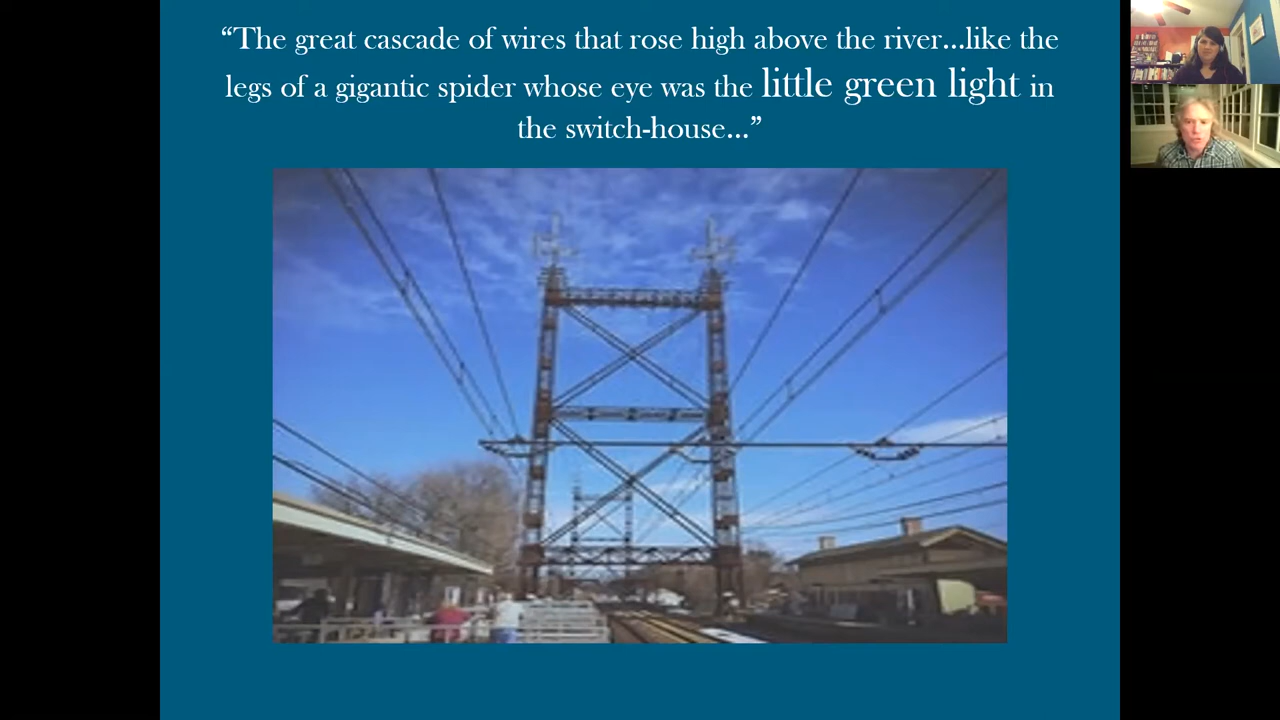 “The great cascade of wires that rose high above the river...like the
legs of a gigantic spider whose eye was the little green light in
the switch-house...”